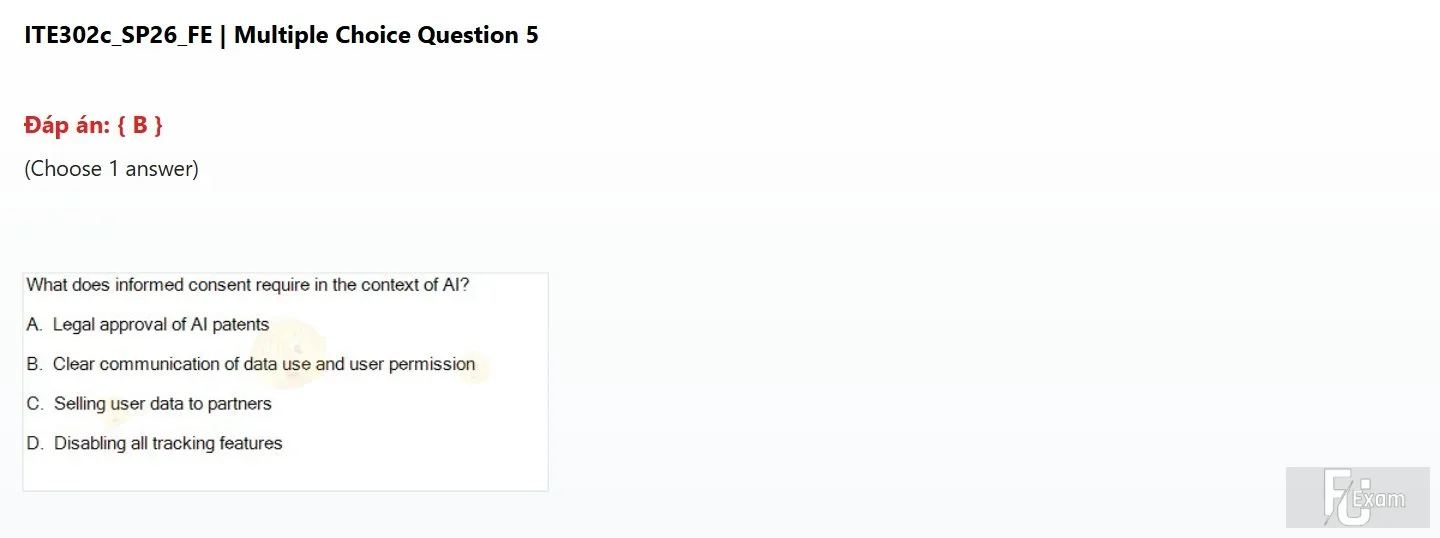 ITE302c_SP26_FE | Multiple Choice Question 5
Đáp án: { B }
(Choose 1 answer)
What does informed consent require in the context of AI?
A. Legal approval of AI patents
B. Clear communication of data use and user permission
C. Selling user data to partners
D. Disabling all tracking features
FU Exam